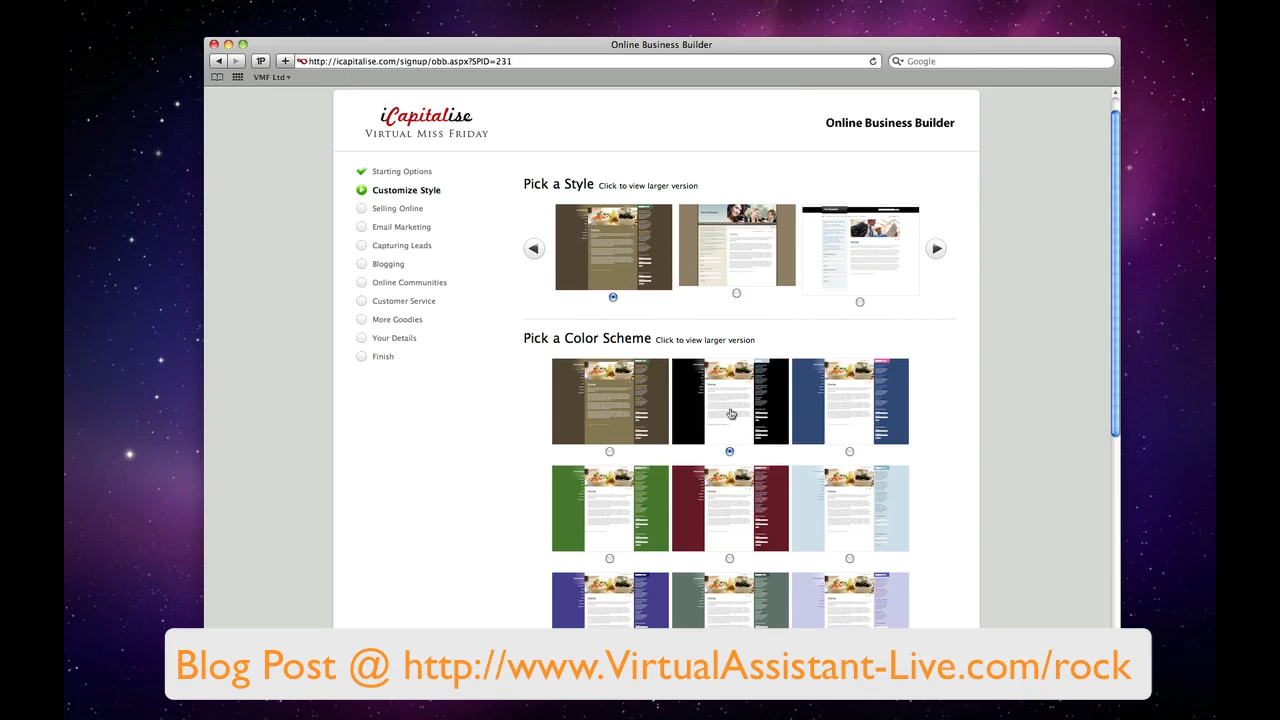 Online Business Builder
1P
+
http://icapitalise.com/signup/obb.aspx?SPID=231
Google
VMF Ltd
iCapitalise
VIRTUAL MISS FRIDAY
Online Business Builder
Starting Options
Customize Style
Selling Online
Email Marketing
Capturing Leads
Blogging
Online Communities
Customer Service
More Goodies
Your Details
Finish
Pick a Style Click to view larger version
Pick a Color Scheme Click to view larger version
Blog Post @ http://www.VirtualAssistant-Live.com/rock